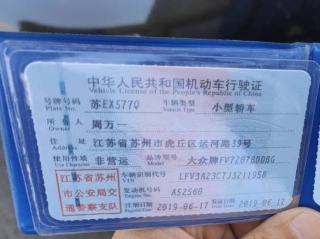 中华人民共和国机动车行驶证
Vehicle License of the People's Republic of China
号牌号码 苏EX577Q 车辆类型 小型轿车
Plate No. Vehicle Type
所有人 周万一
Owner
住址 江苏省苏州市虎丘区运河路39号
Address
使用性质 非营运 品牌型号 大众牌FV7207BDDBG
Use Character Model
江苏省苏州 车辆识别代号 LFV3A23C7J3211958
VIN
市公安局交 发动机号码 A52560
Engine No.
通警察支队 注册日期 2019-06-17 发证日期 2019-06-17
Register Date Issue Date